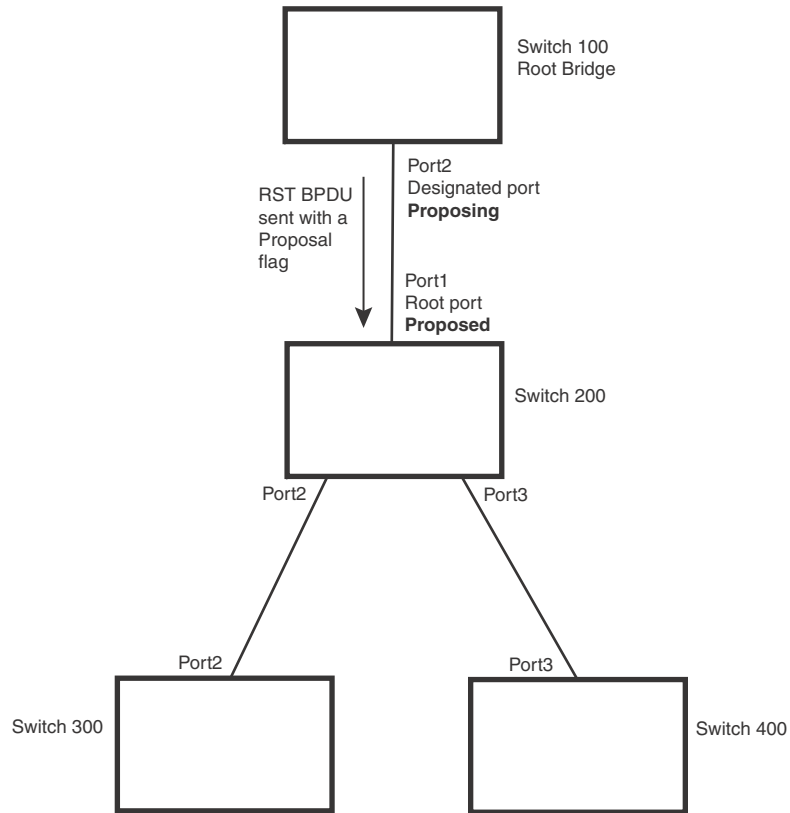 Switch 100
Root Bridge
Port2
Designated port
Proposing
RST BPDU
sent with a
Proposal
flag
Port1
Root port
Proposed
Switch 200
Port2
Port3
Port2
Port3
Switch 300
Switch 400